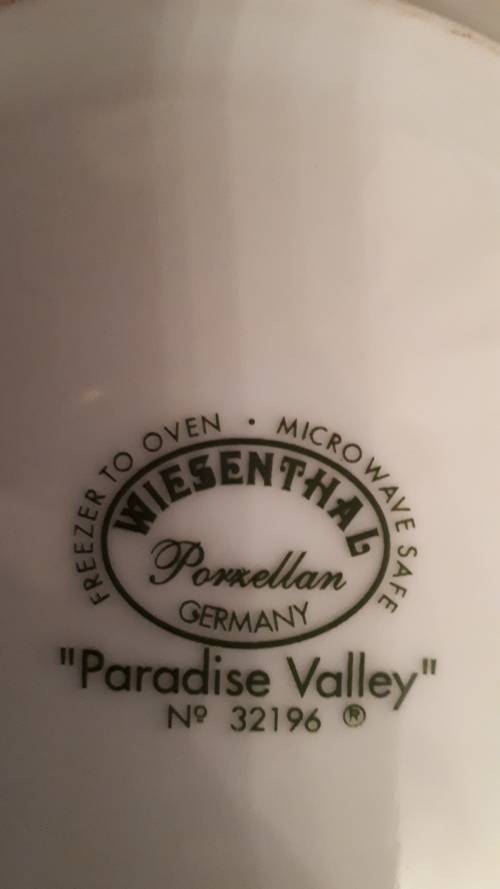 FREEZER TO OVEN • MICROWAVE SAFE
WIESENTHAL
Porzellan
GERMANY
"Paradise Valley"
Nº 32196 ®